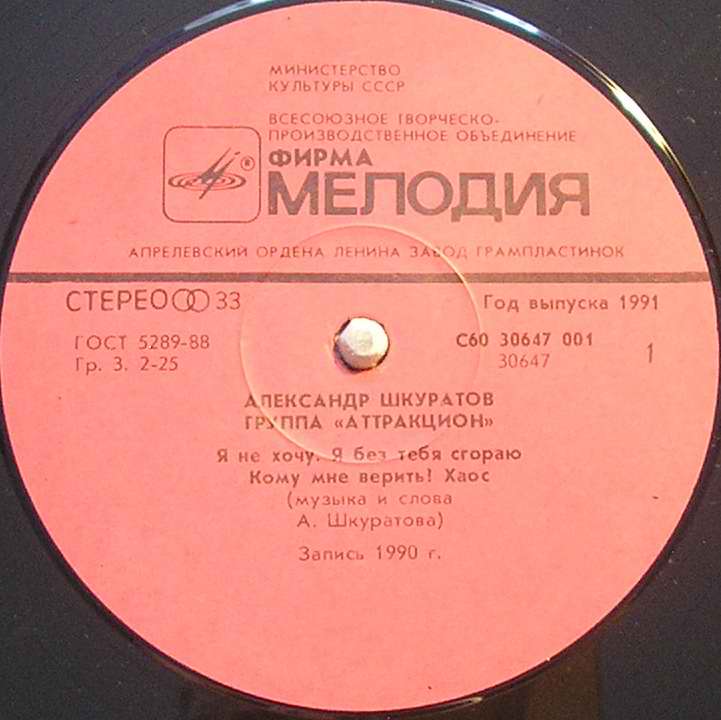 МИНИСТЕРСТВО
КУЛЬТУРЫ СССР
ВСЕСОЮЗНОЕ ТВОРЧЕСКО-
ПРОИЗВОДСТВЕННОЕ ОБЪЕДИНЕНИЕ
®
ФИРМА
МЕЛОДИЯ
АПРЕЛЕВСКИЙ ОРДЕНА ЛЕНИНА ЗАВОД ГРАМПЛАСТИНОК
СТЕРЕО 33
Год выпуска 1991
ГОСТ 5289-88
С60 30647 001
Гр. 3. 2-25
30647
1
АЛЕКСАНДР ШКУРАТОВ
ГРУППА «АТТРАКЦИОН»
Я не хочу. Я без тебя сгораю
Кому мне верить! Хаос
(музыка и слова
А. Шкуратова)
Запись 1990 г.